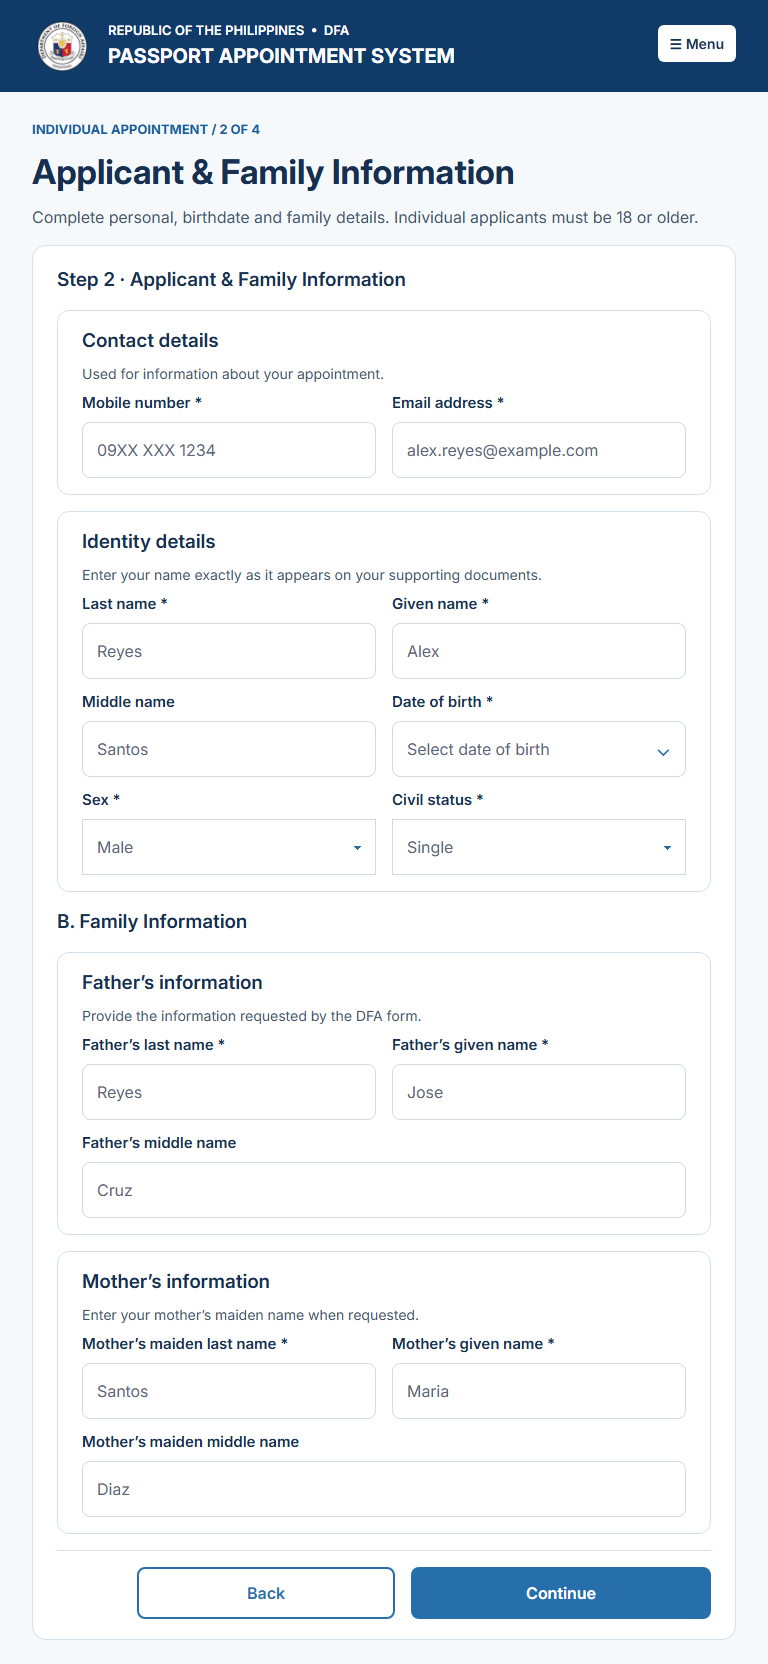 REPUBLIC OF THE PHILIPPINES • DFA
PASSPORT APPOINTMENT SYSTEM
☰ Menu
INDIVIDUAL APPOINTMENT / 2 OF 4
Applicant & Family Information
Complete personal, birthdate and family details. Individual applicants must be 18 or older.
Step 2 · Applicant & Family Information
Contact details
Used for information about your appointment.
Mobile number * Email address *
09XX XXX 1234 alex.reyes@example.com
Identity details
Enter your name exactly as it appears on your supporting documents.
Last name * Given name *
Reyes Alex
Middle name Date of birth *
Santos Select date of birth
Sex * Civil status *
Male Single
B. Family Information
Father’s information
Provide the information requested by the DFA form.
Father’s last name * Father’s given name *
Reyes Jose
Father’s middle name
Cruz
Mother’s information
Enter your mother’s maiden name when requested.
Mother’s maiden last name * Mother’s given name *
Santos Maria
Mother’s maiden middle name
Diaz
Back Continue